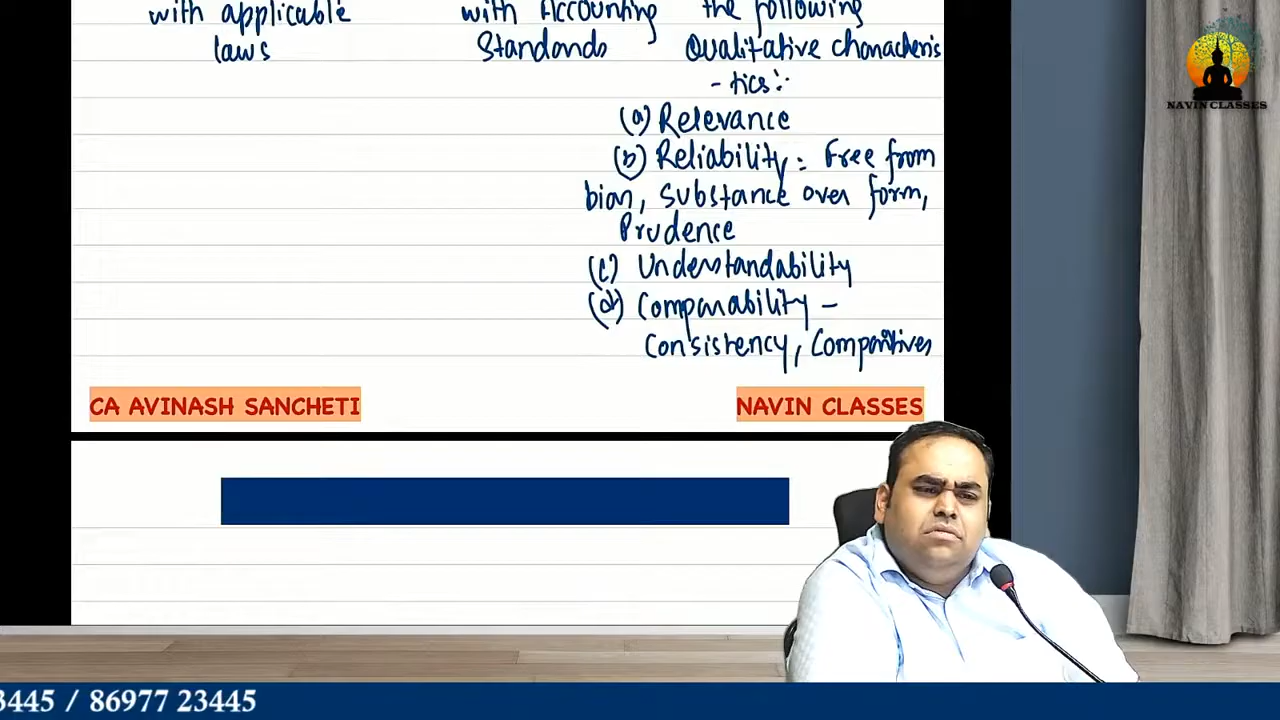 with applicable with Accounting the following
laws Standards Qualitative characteris
- tics :-
(a) Relevance
(b) Reliability : Free from
bias, Substance over form,
Prudence
(c) Understandability
(d) Comparability -
Consistency, Comparatives
CA AVINASH SANCHETI NAVIN CLASSES
NAVIN CLASSES
3445 / 86977 23445